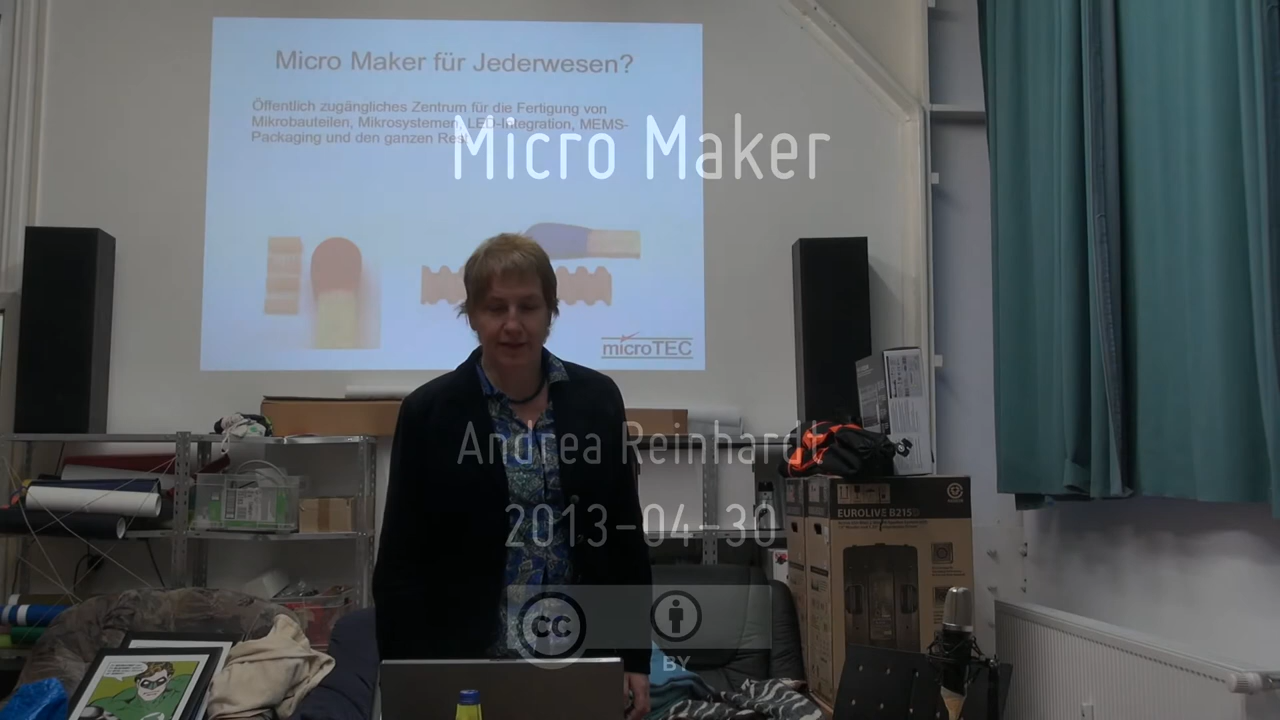 Micro Maker für Jederwesen?
Öffentlich zugängliches Zentrum für die Fertigung von
Mikrobauteilen, Mikrosystemen, LED-Integration, MEMS-
Packaging und den ganzen Rest
Micro Maker
microTEC
Andrea Reinhardt
2013-04-30
EUROLIVE B215D
cc
BY